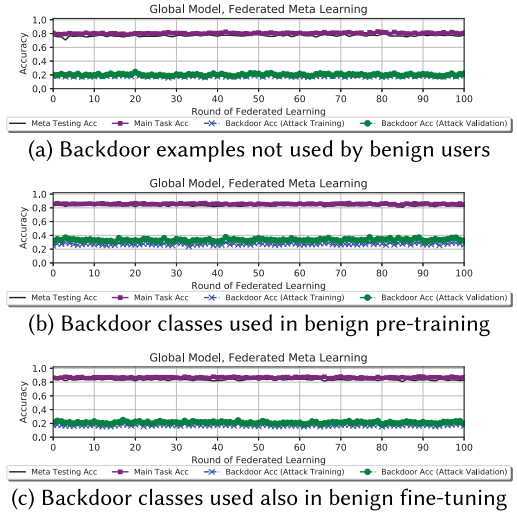 Global Model, Federated Meta Learning
1.0
0.8
0.6
0.4
0.2
0.0
Accuracy
0 10 20 30 40 50 60 70 80 90 100
Round of Federated Learning
Meta Testing Acc Main Task Acc Backdoor Acc (Attack Training) Backdoor Acc (Attack Validation)
(a) Backdoor examples not used by benign users
Global Model, Federated Meta Learning
1.0
0.8
0.6
0.4
0.2
0.0
Accuracy
0 10 20 30 40 50 60 70 80 90 100
Round of Federated Learning
Meta Testing Acc Main Task Acc Backdoor Acc (Attack Training) Backdoor Acc (Attack Validation)
(b) Backdoor classes used in benign pre-training
Global Model, Federated Meta Learning
1.0
0.8
0.6
0.4
0.2
0.0
Accuracy
0 10 20 30 40 50 60 70 80 90 100
Round of Federated Learning
Meta Testing Acc Main Task Acc Backdoor Acc (Attack Training) Backdoor Acc (Attack Validation)
(c) Backdoor classes used also in benign fine-tuning